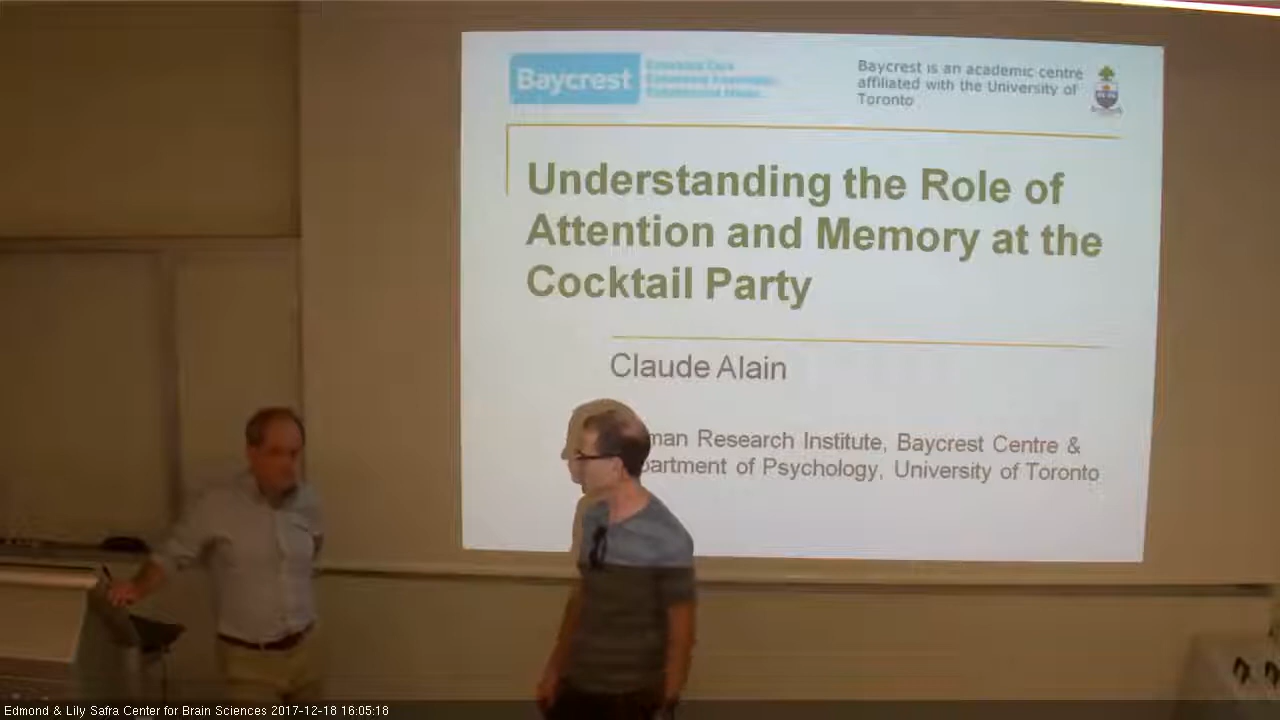 Baycrest
Baycrest is an academic centre
affiliated with the University of
Toronto
Understanding the Role of
Attention and Memory at the
Cocktail Party
Claude Alain
man Research Institute, Baycrest Centre &
partment of Psychology, University of Toronto
Edmond & Lily Safra Center for Brain Sciences 2017-12-18 16:05:18